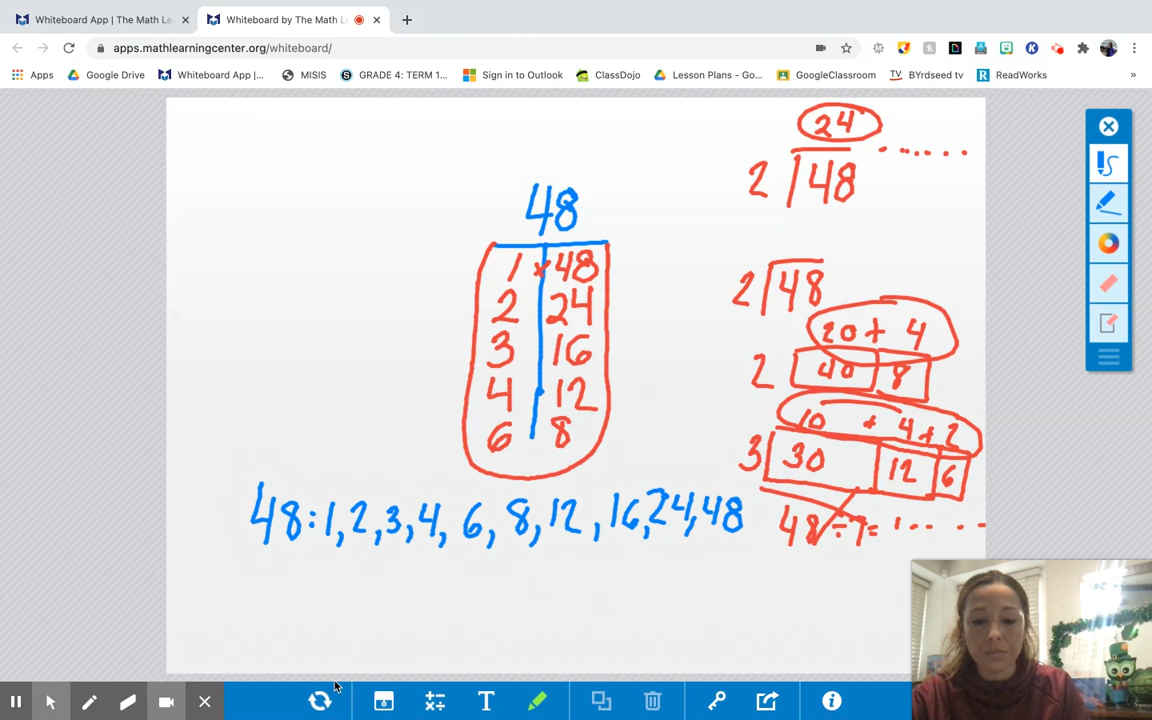 Whiteboard App | The Math Le
Whiteboard by The Math L
apps.mathlearningcenter.org/whiteboard/
Apps
Google Drive
Whiteboard App |...
MISIS
GRADE 4: TERM 1...
Sign in to Outlook
ClassDojo
Lesson Plans - Go...
GoogleClassroom
BYrdseed tv
ReadWorks
»
48
1 x 48
2 24
3 16
4 12
6 8
48: 1, 2, 3, 4, 6, 8, 12, 16, 24, 48
24
2 48
2 48
20 + 4
2 40 8
10 + 4 + 2
3 30 12 6
48 ÷ 7 =